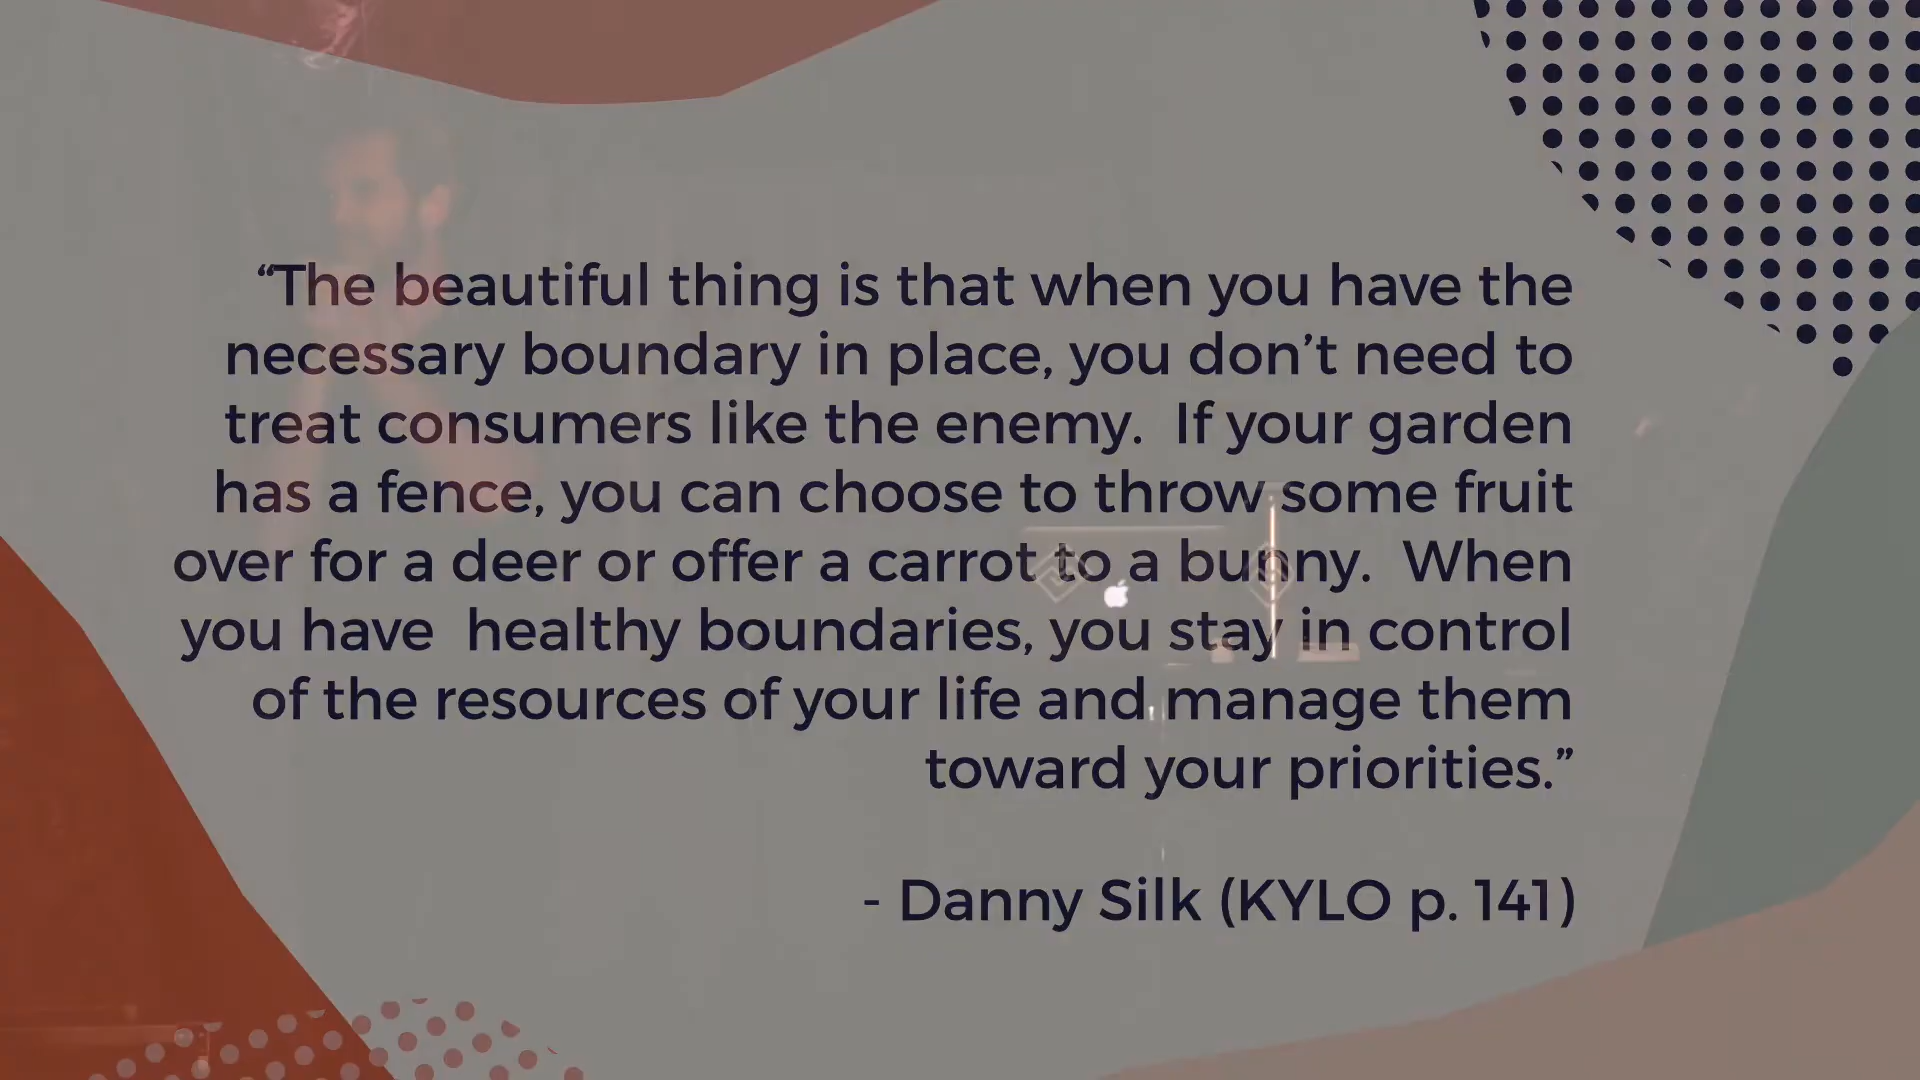 “The beautiful thing is that when you have the
necessary boundary in place, you don’t need to
treat consumers like the enemy.  If your garden
has a fence, you can choose to throw some fruit
over for a deer or offer a carrot to a bunny.  When
you have  healthy boundaries, you stay in control
of the resources of your life and manage them
toward your priorities.”
- Danny Silk (KYLO p. 141)